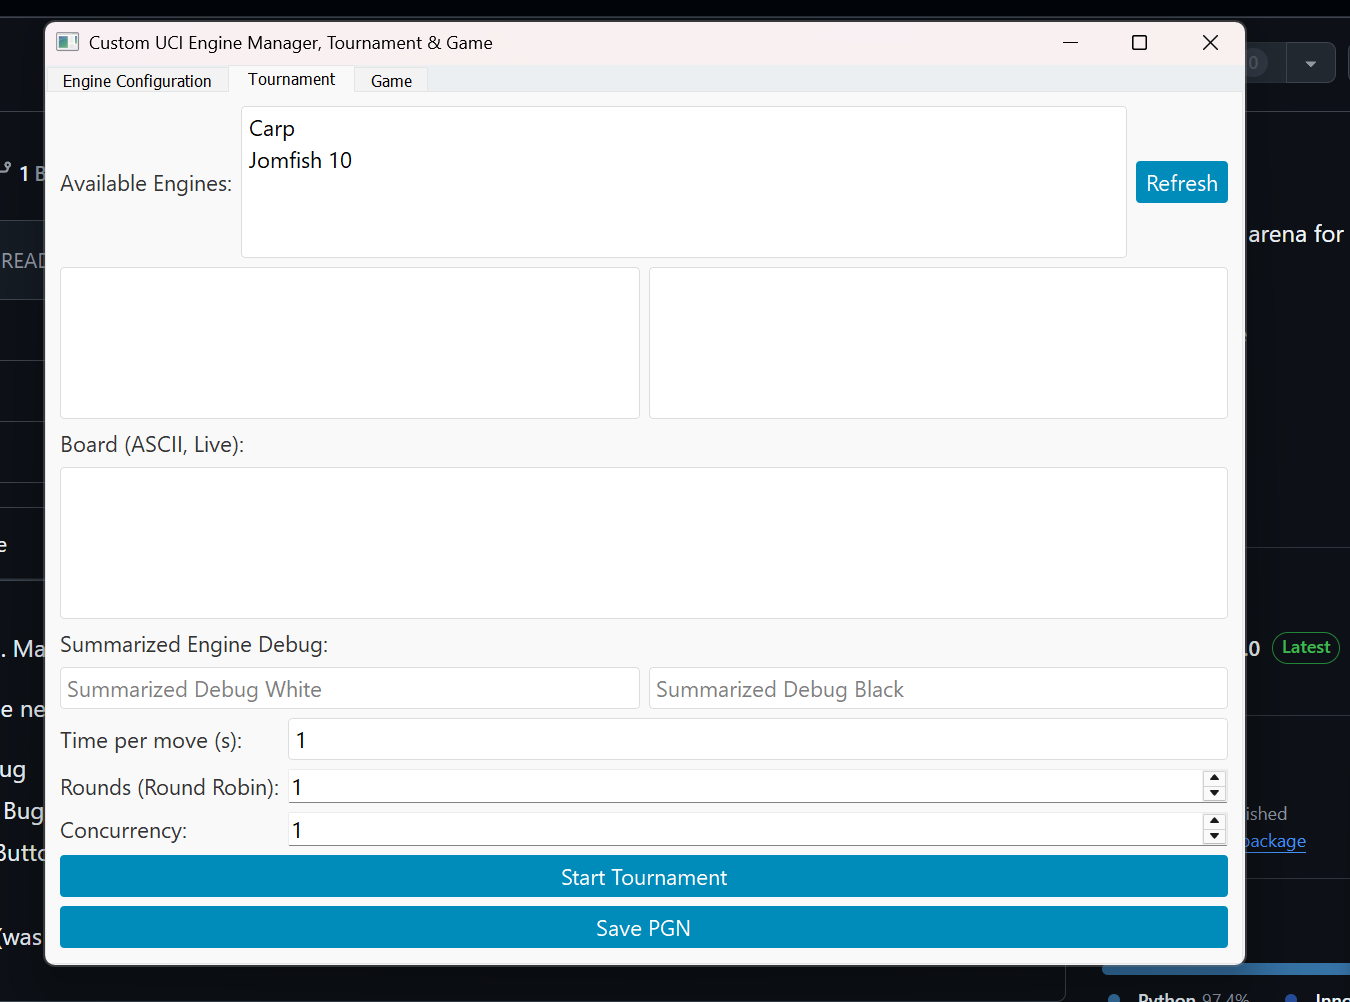 Custom UCI Engine Manager, Tournament & Game
Engine Configuration
Tournament
Game
0
Available Engines:
Carp
Jomfish 10
Refresh
1 B
READ
arena for
Board (ASCII, Live):
e
Summarized Engine Debug:
. Ma
.0
Latest
Summarized Debug White
Summarized Debug Black
e ne
Time per move (s):
1
ug
Rounds (Round Robin):
1
Bug
ished
Concurrency:
1
package
Butto
Start Tournament
Save PGN
(was
Python 97.4%
Inno